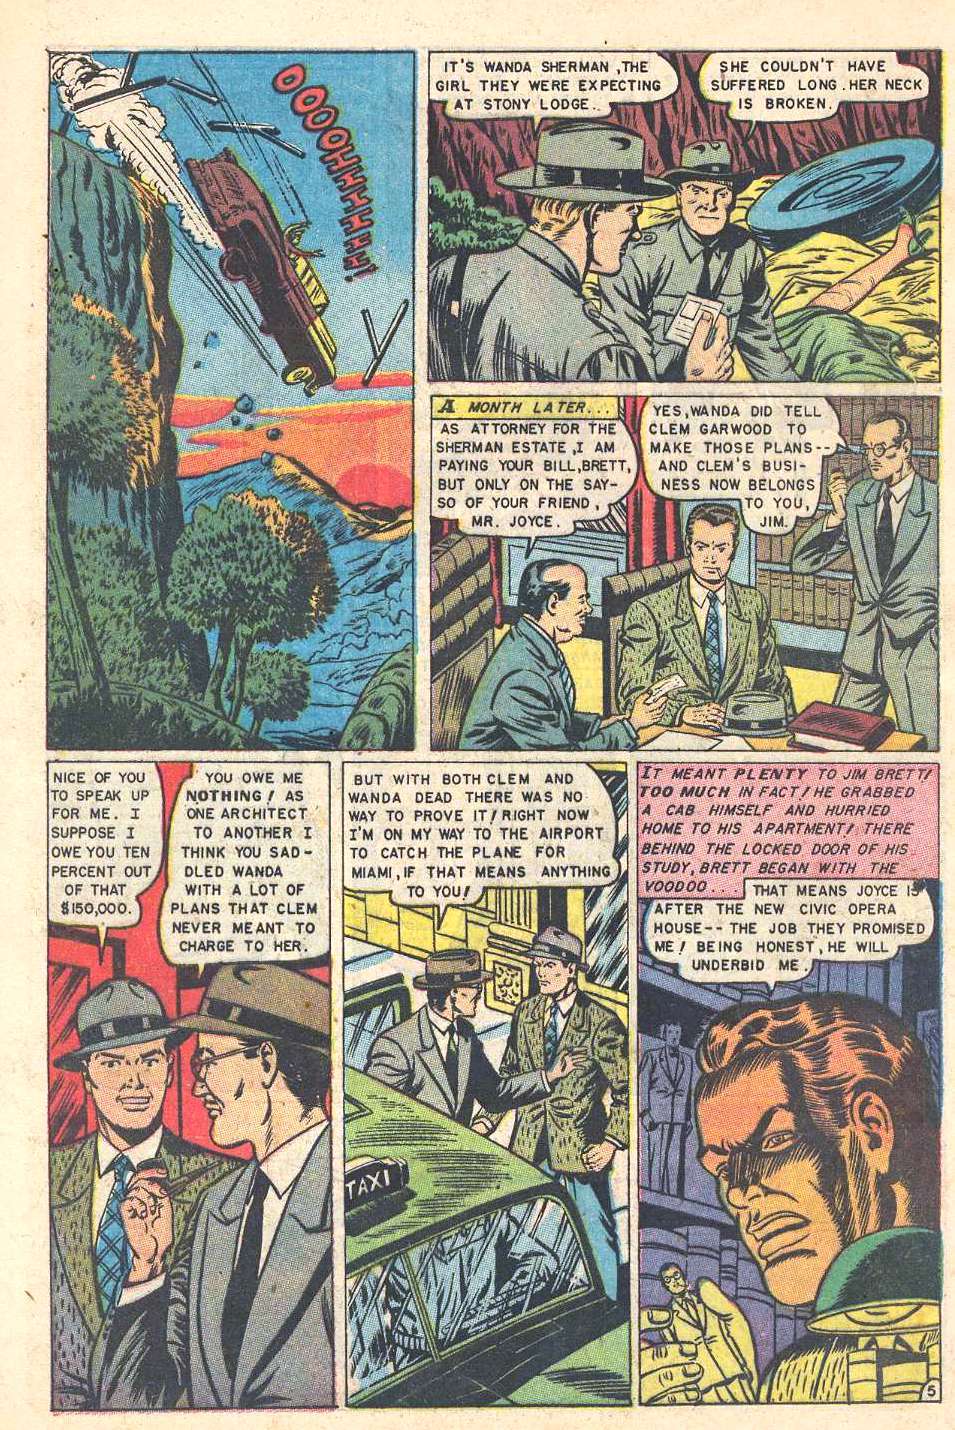 OOOOHHHHHH!
IT'S WANDA SHERMAN, THE
GIRL THEY WERE EXPECTING
AT STONY LODGE..
SHE COULDN'T HAVE
SUFFERED LONG. HER NECK
IS BROKEN.
A MONTH LATER...
AS ATTORNEY FOR THE
SHERMAN ESTATE, I AM
PAYING YOUR BILL, BRETT,
BUT ONLY ON THE SAY-
SO OF YOUR FRIEND,
MR. JOYCE.
YES, WANDA DID TELL
CLEM GARWOOD TO
MAKE THOSE PLANS--
AND CLEM'S BUSI-
NESS NOW BELONGS
TO YOU,
JIM.
NICE OF YOU
TO SPEAK UP
FOR ME. I
SUPPOSE I
OWE YOU TEN
PERCENT OUT
OF THAT
$150,000.
YOU OWE ME
NOTHING! AS
ONE ARCHITECT
TO ANOTHER I
THINK YOU SAD-
DLED WANDA
WITH A LOT OF
PLANS THAT CLEM
NEVER MEANT TO
CHARGE TO HER.
BUT WITH BOTH CLEM AND
WANDA DEAD THERE WAS NO
WAY TO PROVE IT! RIGHT NOW
I'M ON MY WAY TO THE AIRPORT
TO CATCH THE PLANE FOR
MIAMI, IF THAT MEANS ANYTHING
TO YOU!
TAXI
IT MEANT PLENTY TO JIM BRETT!
TOO MUCH IN FACT! HE GRABBED
A CAB HIMSELF AND HURRIED
HOME TO HIS APARTMENT! THERE
BEHIND THE LOCKED DOOR OF HIS
STUDY, BRETT BEGAN WITH THE
VOODOO...
THAT MEANS JOYCE IS
AFTER THE NEW CIVIC OPERA
HOUSE-- THE JOB THEY PROMISED
ME! BEING HONEST, HE WILL
UNDERBID ME.
5